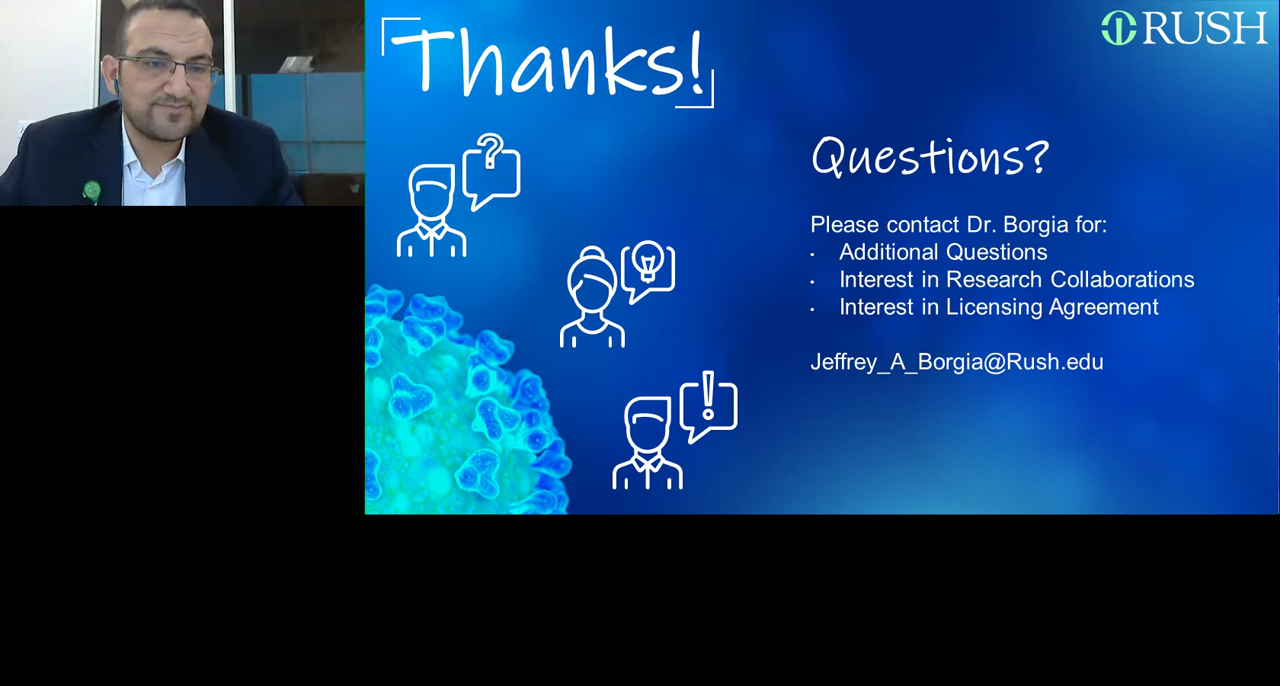 Thanks!
RUSH
Questions?
Please contact Dr. Borgia for:
• Additional Questions
• Interest in Research Collaborations
• Interest in Licensing Agreement
Jeffrey_A_Borgia@Rush.edu